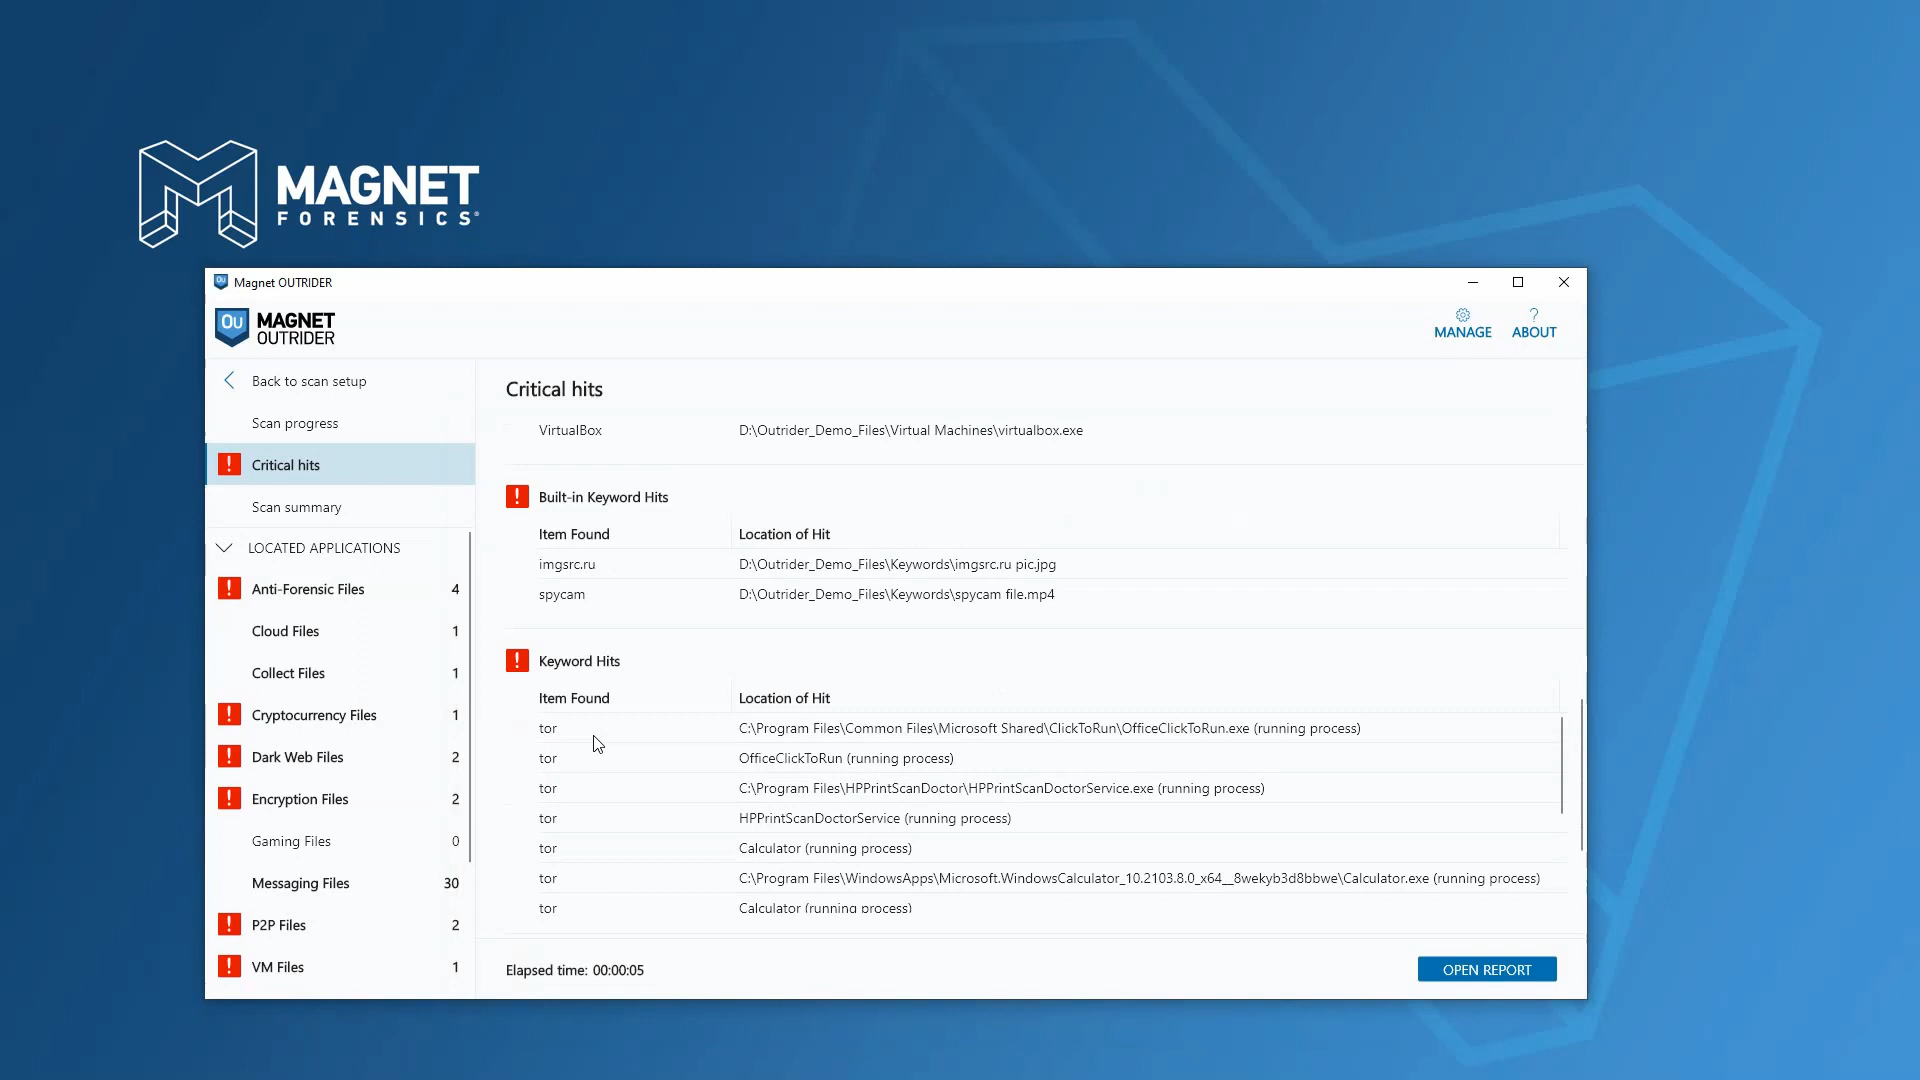 MAGNET
FORENSICS®
OU Magnet OUTRIDER
OU MAGNET
OUTRIDER
MANAGE
? ABOUT
Back to scan setup
Scan progress
! Critical hits
Scan summary
LOCATED APPLICATIONS
! Anti-Forensic Files 4
Cloud Files 1
Collect Files 1
! Cryptocurrency Files 1
! Dark Web Files 2
! Encryption Files 2
Gaming Files 0
Messaging Files 30
! P2P Files 2
! VM Files 1
Critical hits
VirtualBox D:\Outrider_Demo_Files\Virtual Machines\virtualbox.exe
! Built-in Keyword Hits
Item Found Location of Hit
imgsrc.ru D:\Outrider_Demo_Files\Keywords\imgsrc.ru pic.jpg
spycam D:\Outrider_Demo_Files\Keywords\spycam file.mp4
! Keyword Hits
Item Found Location of Hit
tor C:\Program Files\Common Files\Microsoft Shared\ClickToRun\OfficeClickToRun.exe (running process)
tor OfficeClickToRun (running process)
tor C:\Program Files\HPPrintScanDoctor\HPPrintScanDoctorService.exe (running process)
tor HPPrintScanDoctorService (running process)
tor Calculator (running process)
tor C:\Program Files\WindowsApps\Microsoft.WindowsCalculator_10.2103.8.0_x64__8wekyb3d8bbwe\Calculator.exe (running process)
tor Calculator (running process)
Elapsed time: 00:00:05
OPEN REPORT